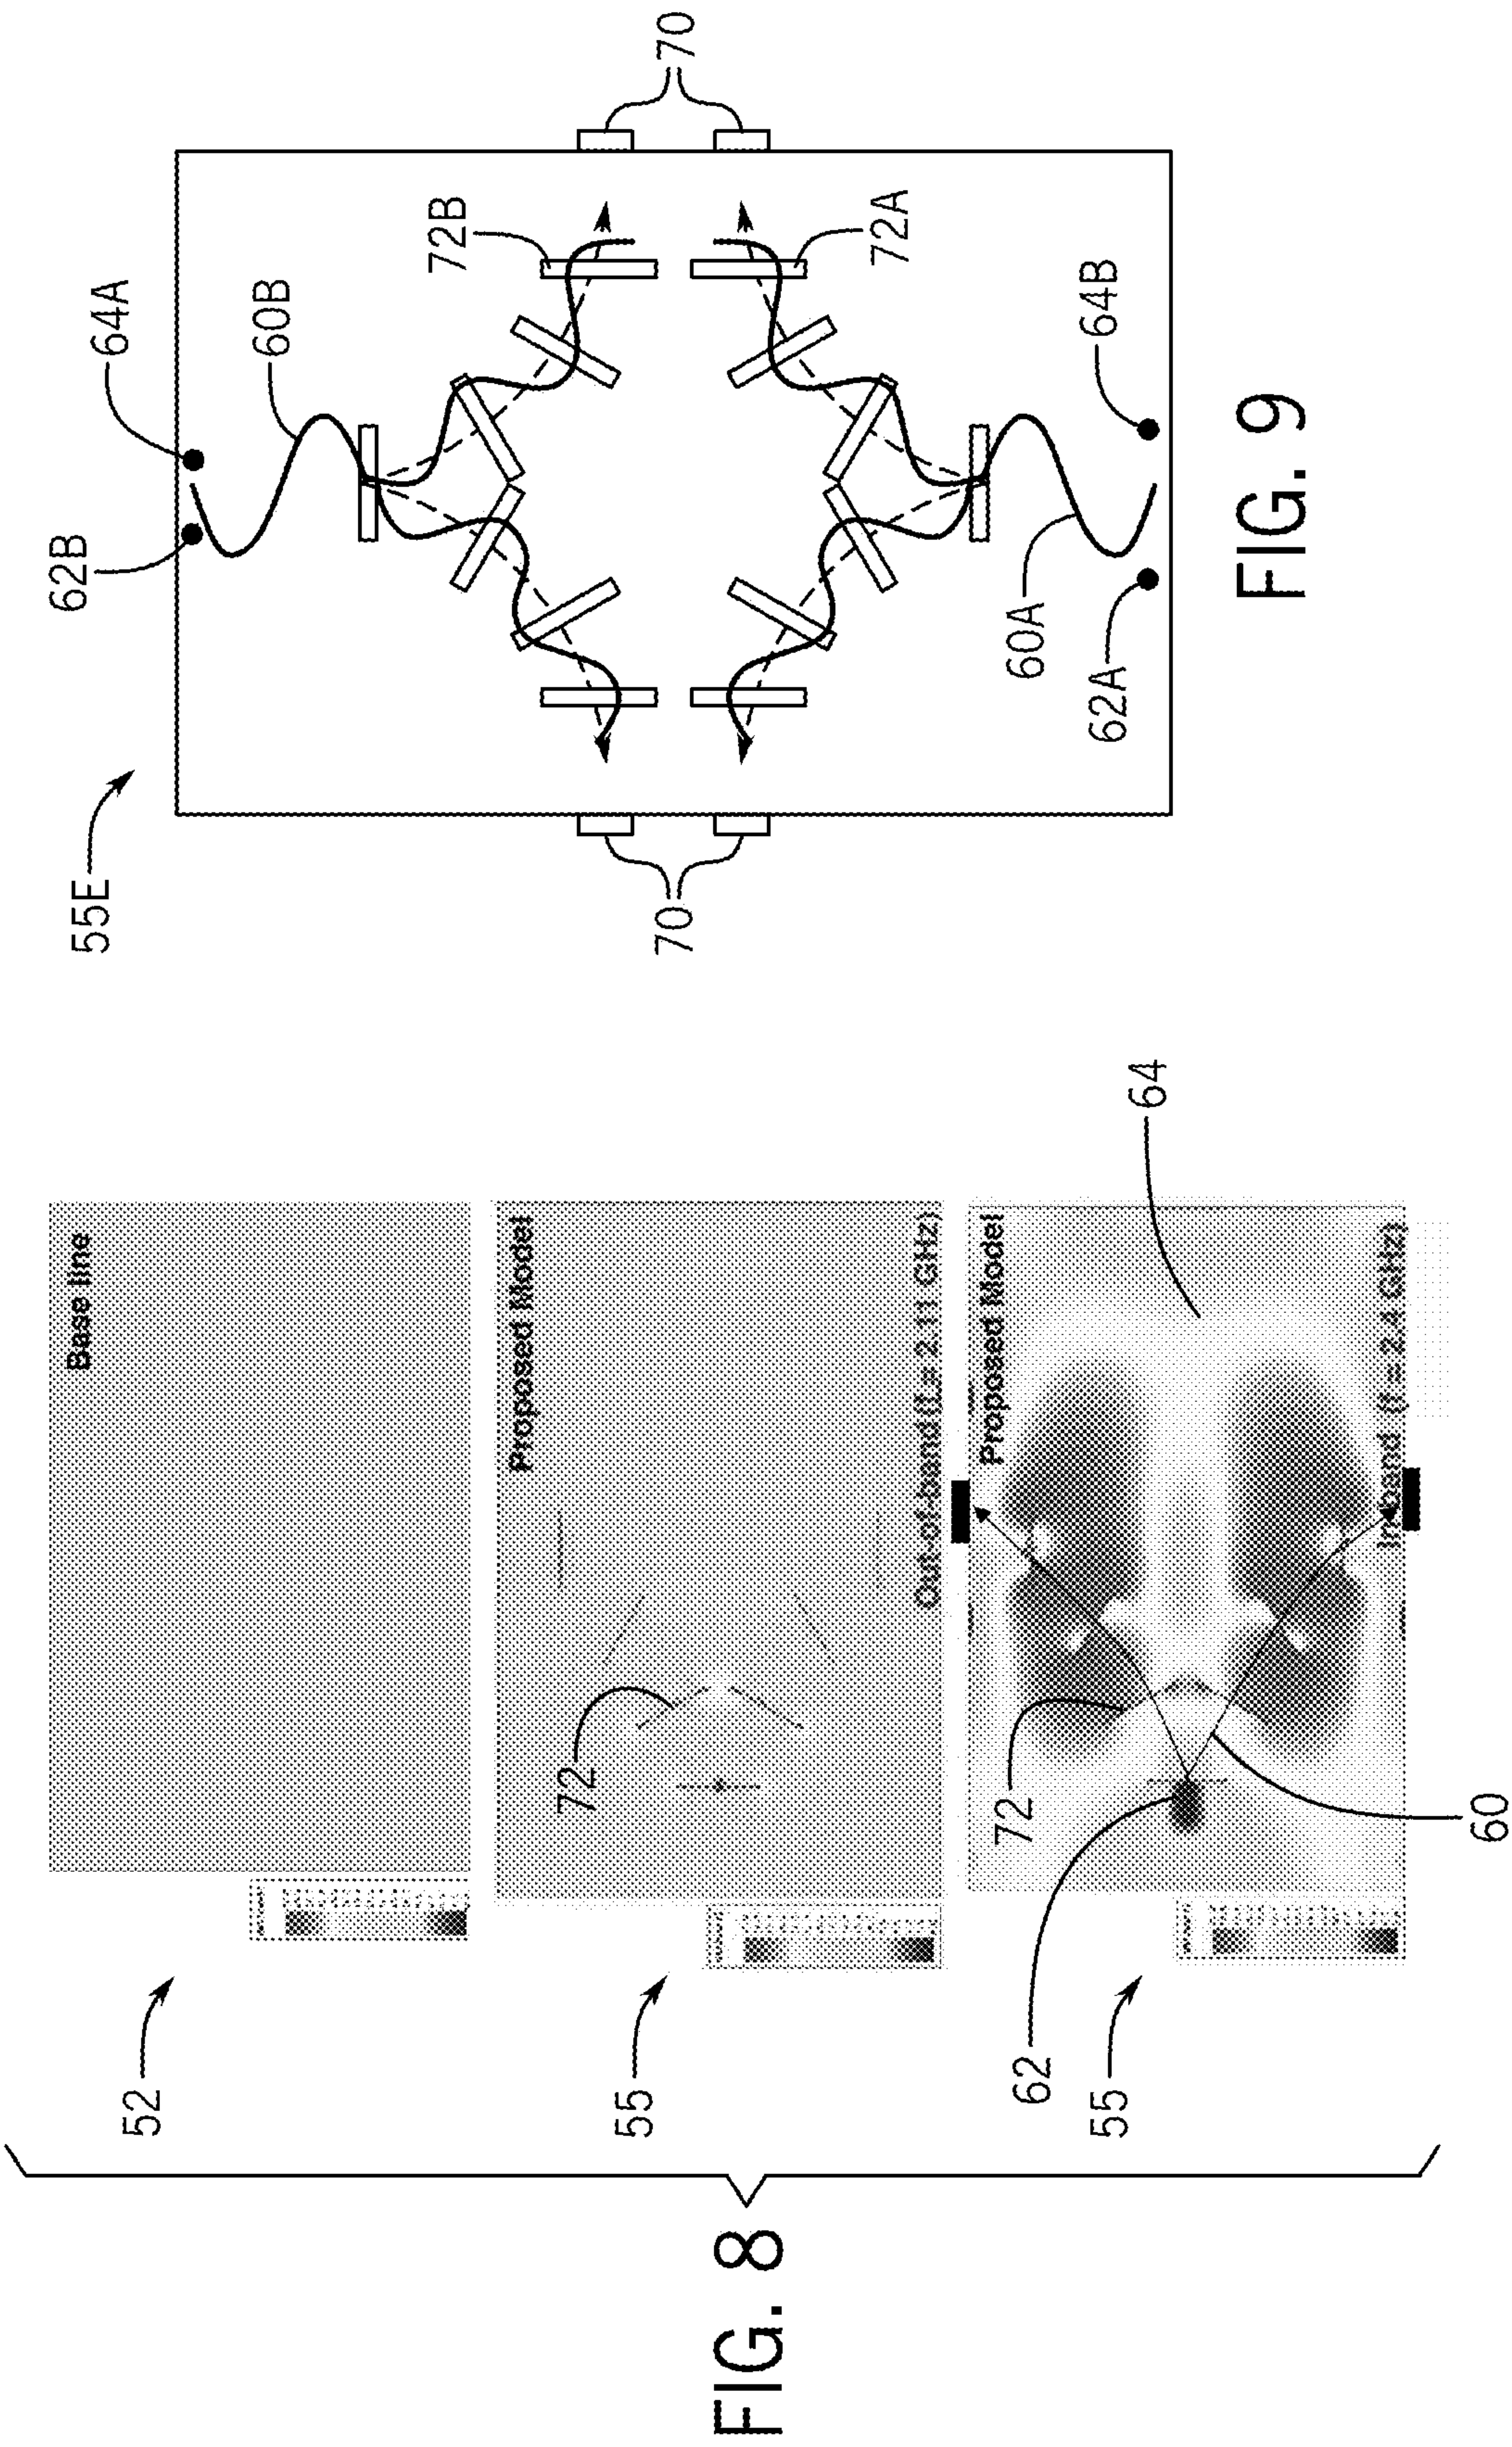 FIG. 8
52
Base line
55
Proposed Model
72
Out-of-band (f.= 2.11 GHz)
55
Proposed Model
62
72
60
64
In-band (f = 2.4 GHz)
FIG. 9
55E
62B
64A
60B
72B
70
70
72A
60A
62A
64B